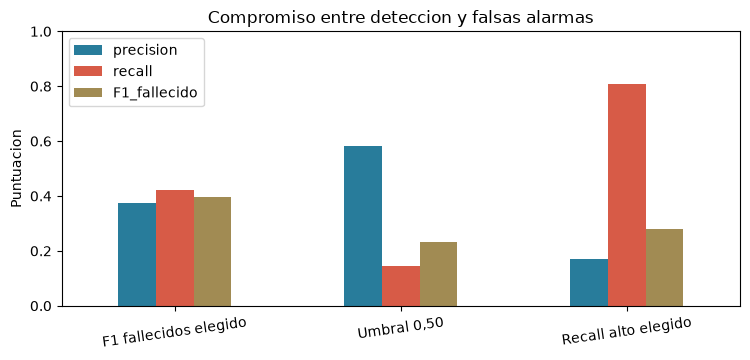 Compromiso entre deteccion y falsas alarmas
precision
recall
F1_fallecido
Puntuacion
1.0
0.8
0.6
0.4
0.2
0.0
F1 fallecidos elegido
Umbral 0,50
Recall alto elegido